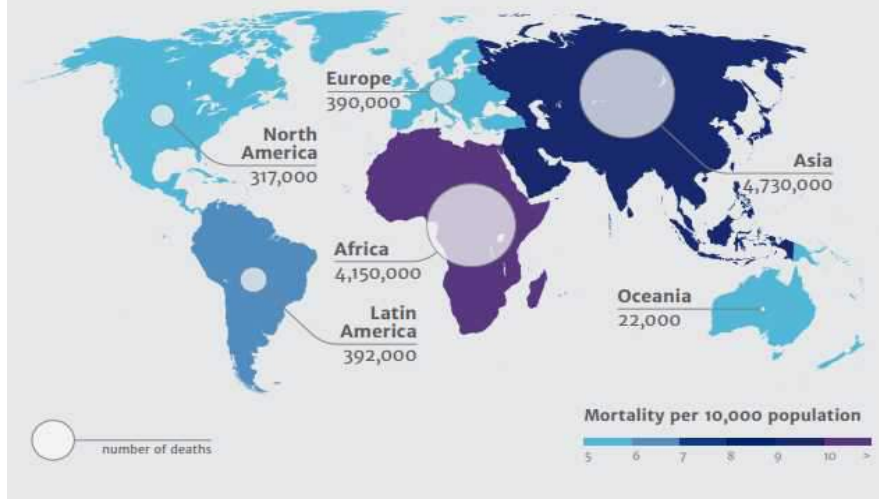 Europe
390,000
North
America
317,000
Asia
4,730,000
Africa
4,150,000
Latin
America
392,000
Oceania
22,000
number of deaths
Mortality per 10,000 population
5 6 7 8 9 10 >